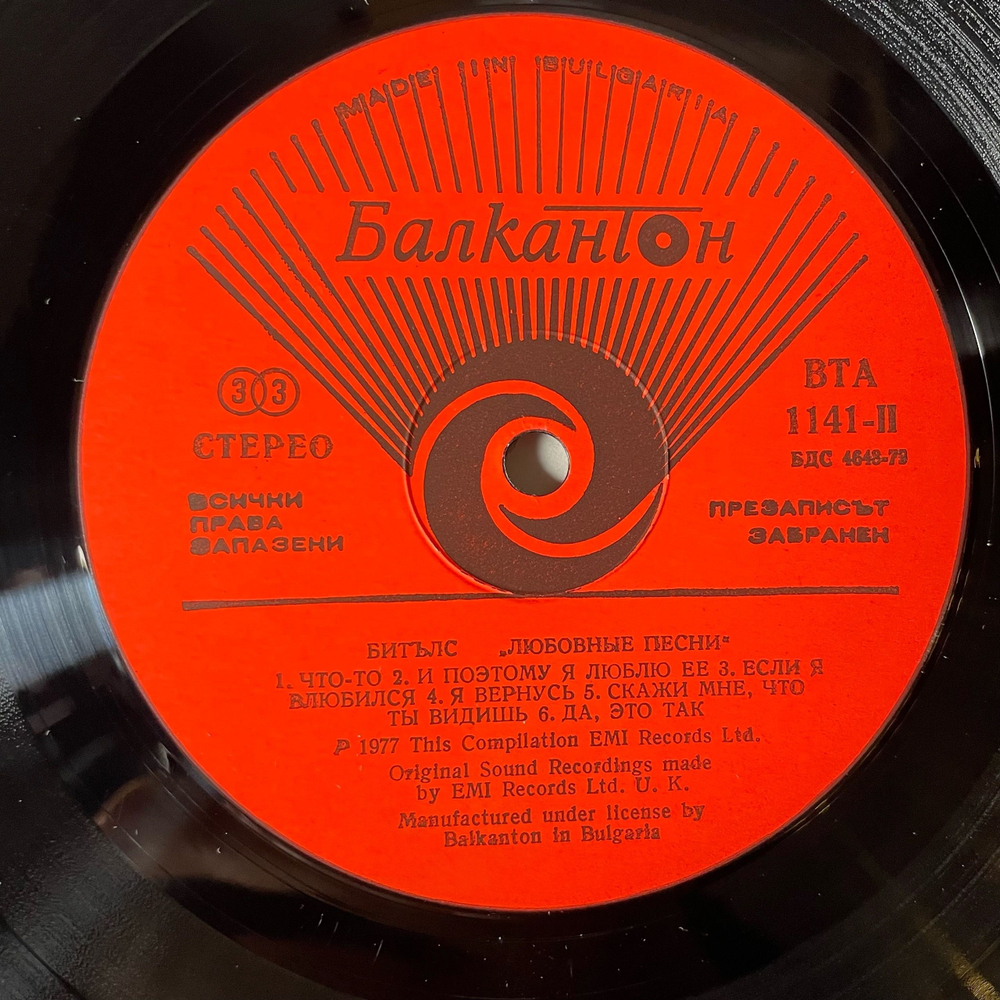 MADE IN BULGARIA
Балкантон
33
СТЕРЕО
ВСИЧКИ
ПРАВА
ЗАПАЗЕНИ
ВТА
1141-II
БДС 4648-79
ПРЕЗАПИСЪТ
ЗАБРАНЕН
БИТЪЛС „ЛЮБОВНЫЕ ПЕСНИ“
1. ЧТО-ТО 2. И ПОЭТОМУ Я ЛЮБЛЮ ЕЕ 3. ЕСЛИ Я
ВЛЮБИЛСЯ 4. Я ВЕРНУСЬ 5. СКАЖИ МНЕ, ЧТО
ТЫ ВИДИШЬ 6. ДА, ЭТО ТАК
℗ 1977 This Compilation EMI Records Ltd.
Original Sound Recordings made
by EMI Records Ltd. U. K.
Manufactured under license by
Balkanton in Bulgaria